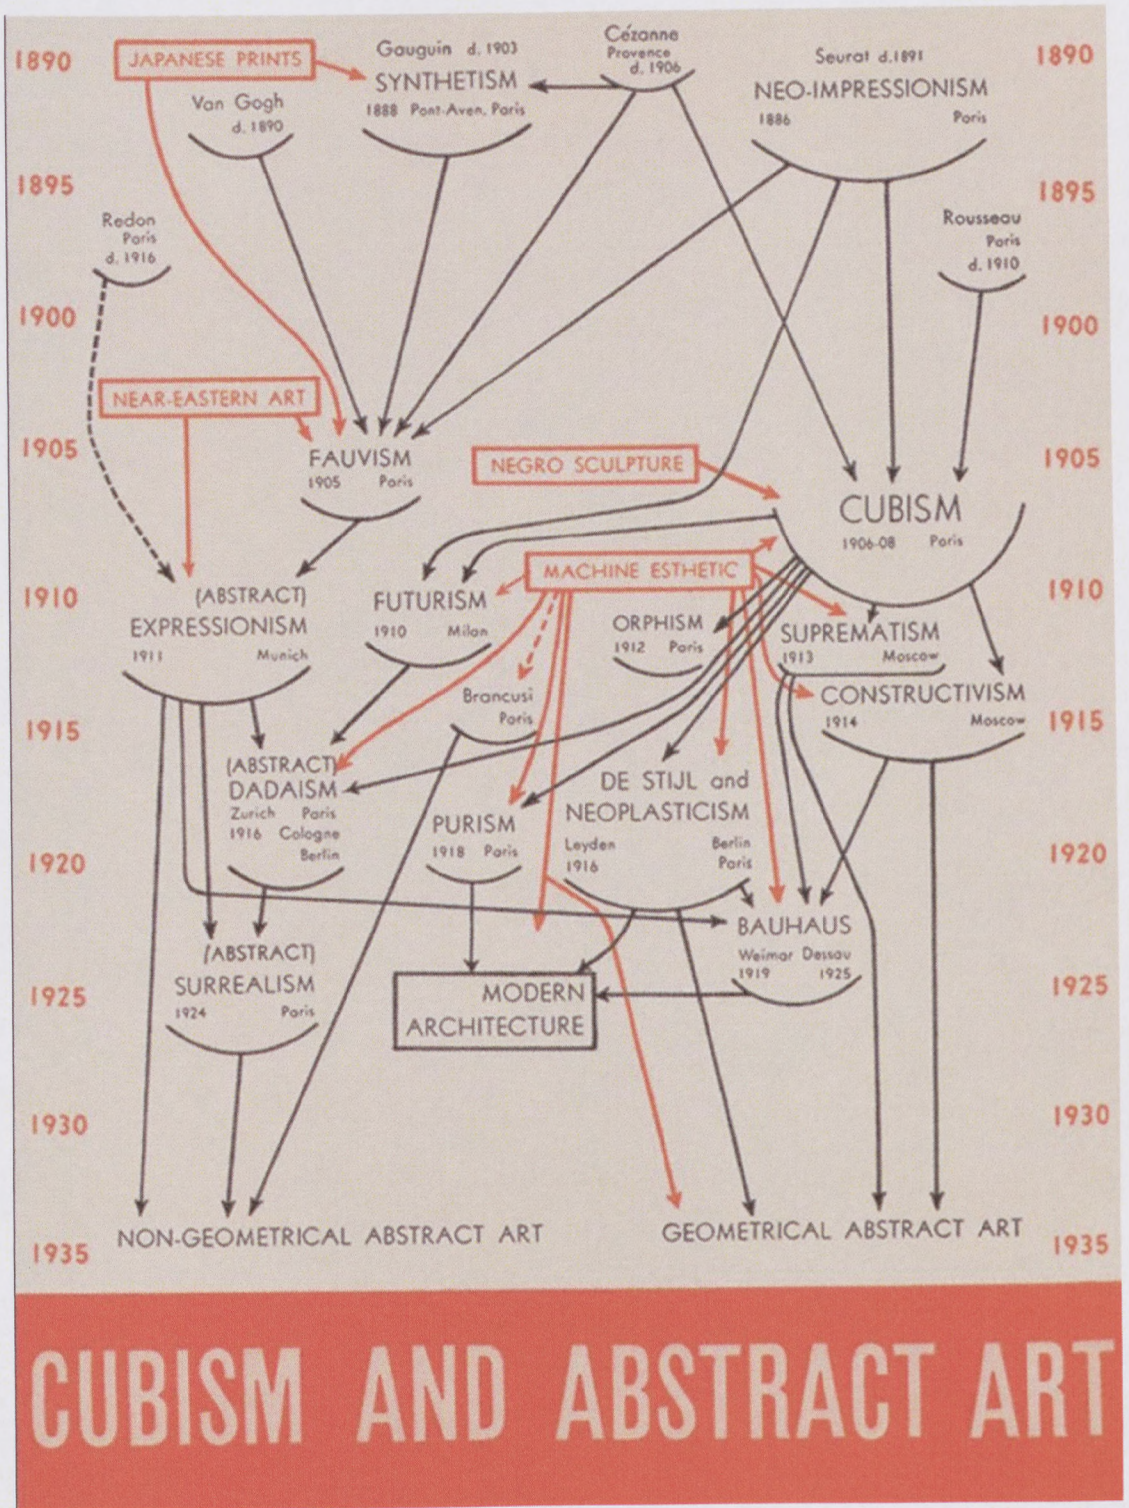 1890
JAPANESE PRINTS
Gauguin d. 1903
SYNTHETISM
1888 Pont-Aven, Paris
Cézanne
Provence
d. 1906
Seurat d.1891
NEO-IMPRESSIONISM
1886 Paris
1890
Van Gogh
d. 1890
1895
1895
Redon
Paris
d. 1916
Rousseau
Paris
d. 1910
1900
1900
NEAR-EASTERN ART
1905
FAUVISM
1905 Paris
NEGRO SCULPTURE
1905
CUBISM
1906-08 Paris
1910
(ABSTRACT)
EXPRESSIONISM
1911 Munich
FUTURISM
1910 Milan
MACHINE ESTHETIC
1910
ORPHISM
1912 Paris
SUPREMATISM
1913 Moscow
Brancusi
Paris
CONSTRUCTIVISM
1914 Moscow
1915
1915
(ABSTRACT)
DADAISM
Zurich Paris
1916 Cologne
Berlin
PURISM
1918 Paris
DE STIJL and
NEOPLASTICISM
Leyden Berlin
1916 Paris
1920
1920
BAUHAUS
Weimar Dessau
1919 1925
(ABSTRACT)
SURREALISM
1924 Paris
1925
MODERN
ARCHITECTURE
1925
1930
1930
NON-GEOMETRICAL ABSTRACT ART
GEOMETRICAL ABSTRACT ART
1935
1935
CUBISM AND ABSTRACT ART